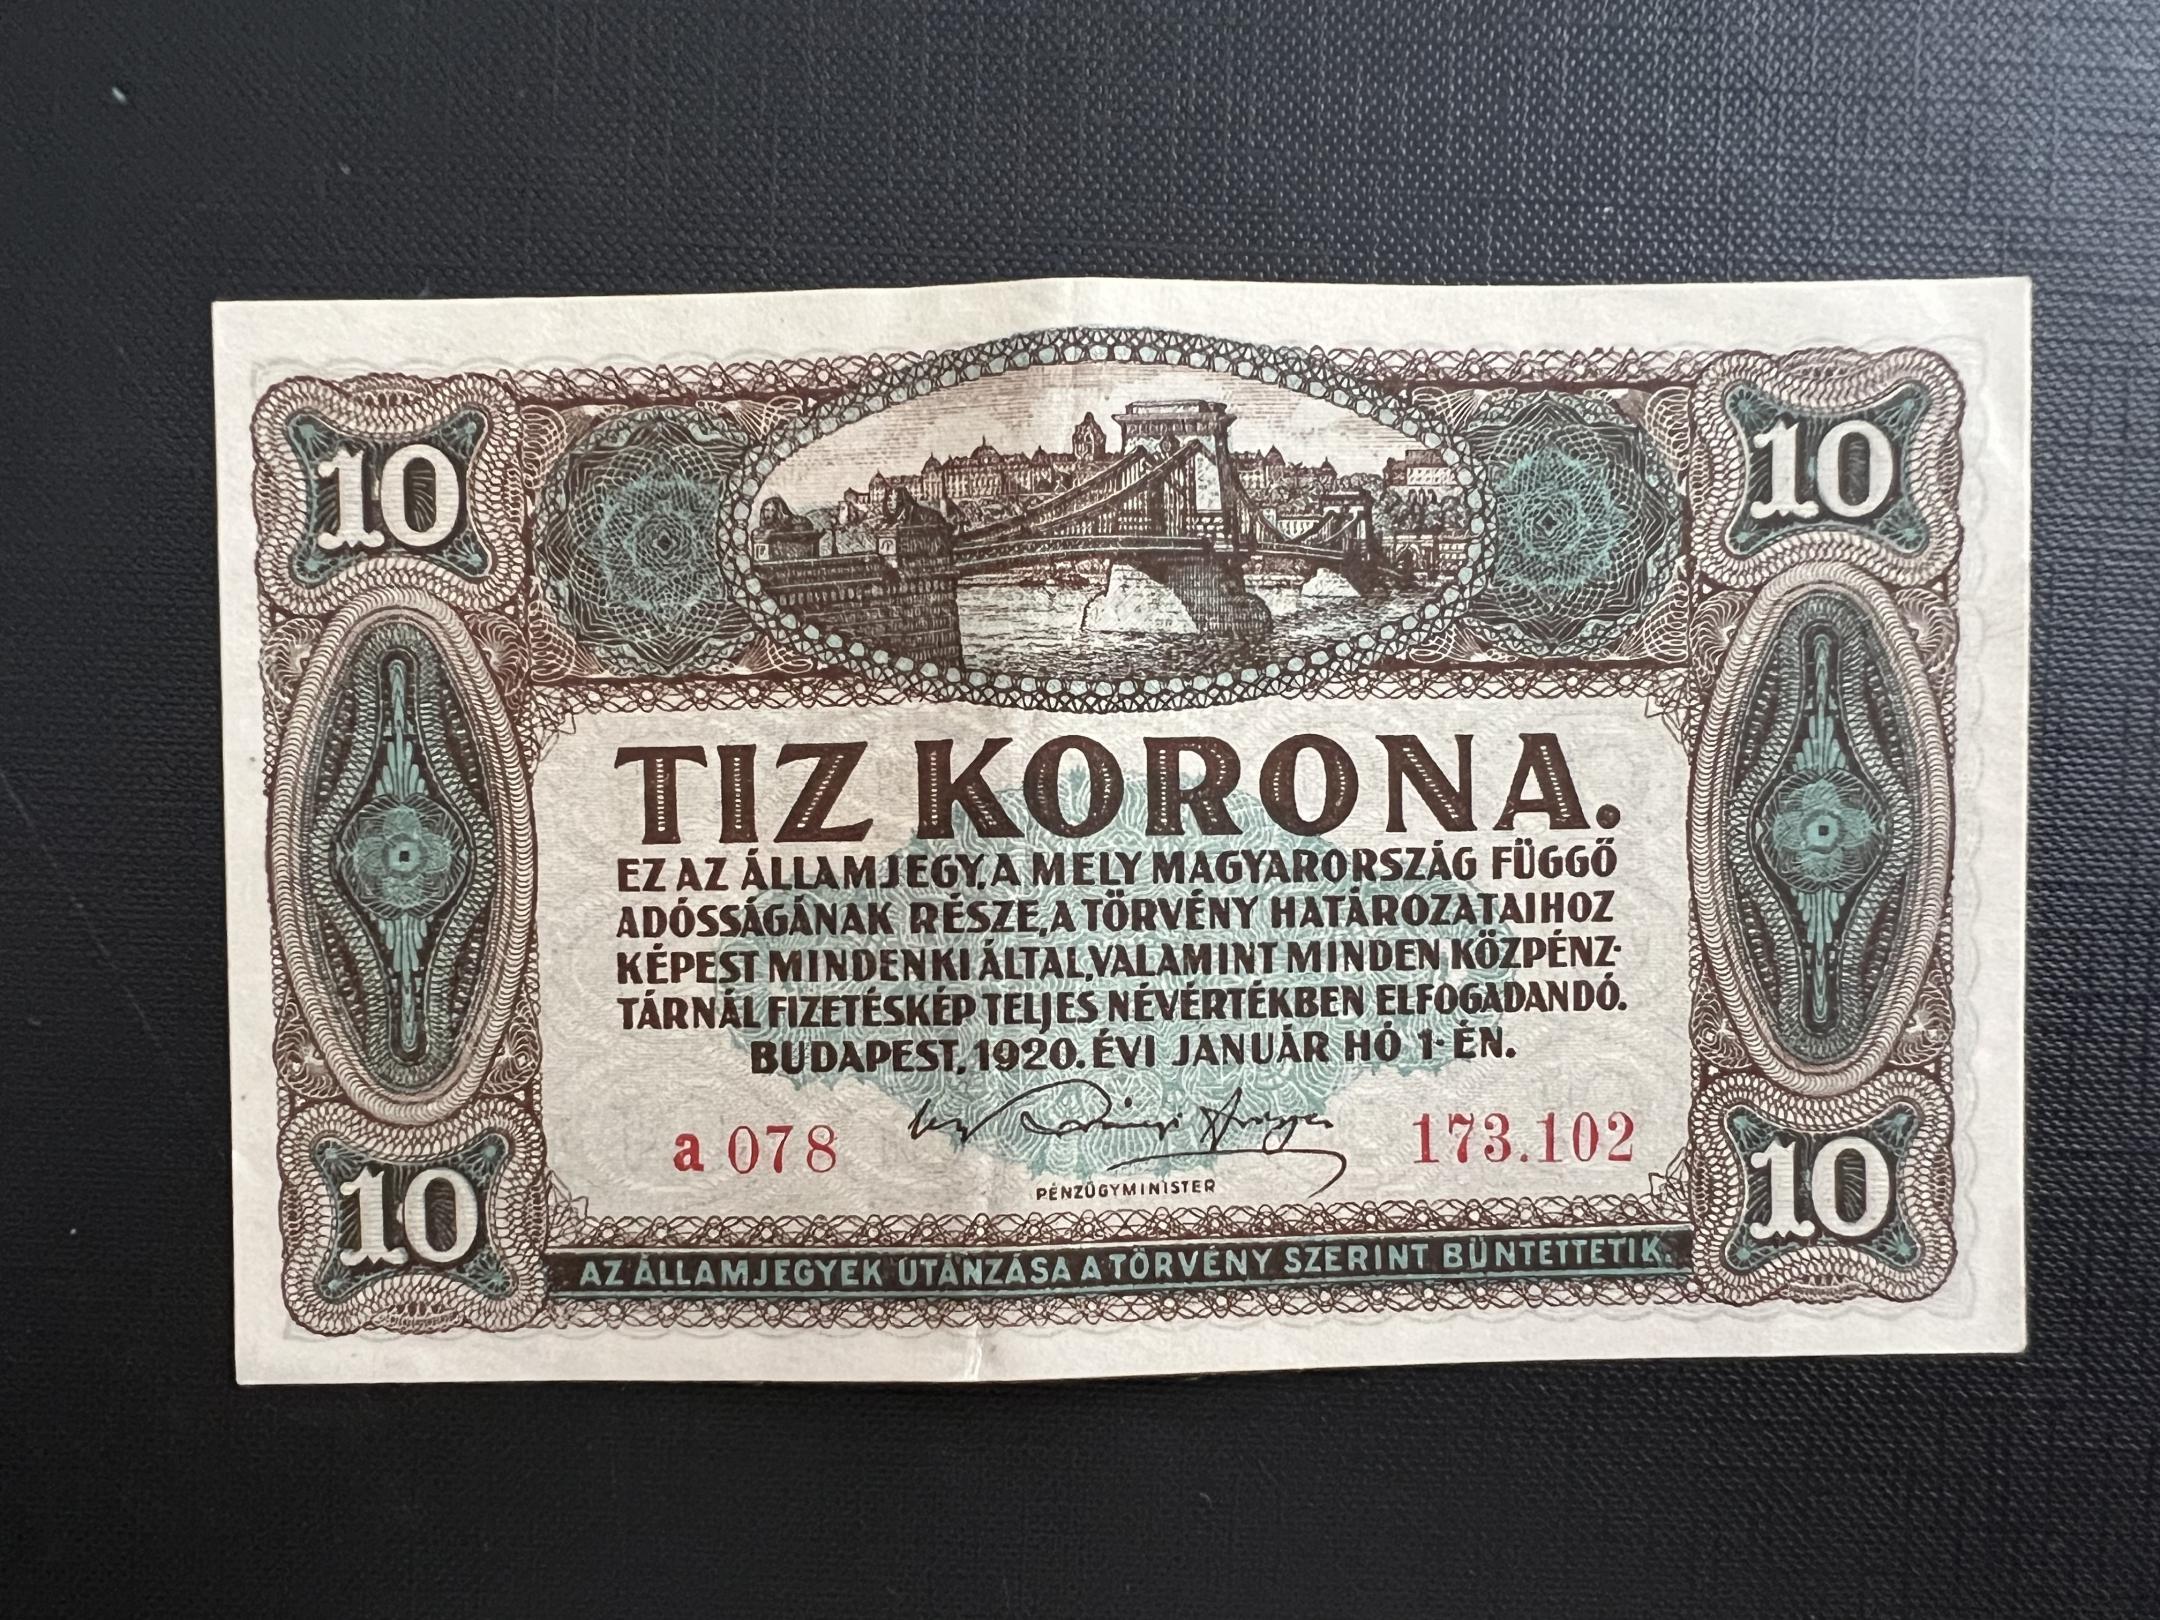 10
10
TIZ KORONA.
EZ AZ ÁLLAMJEGY, A MELY MAGYARORSZÁG FÜGGŐ
ADÓSSÁGÁNAK RÉSZE, A TÖRVÉNY HATÁROZATAIHOZ
KÉPEST MINDENKI ÁLTAL, VALAMINT MINDEN KÖZPÉNZ-
TÁRNÁL FIZETÉSKÉP TELJES NÉVÉRTÉKBEN ELFOGADANDÓ.
BUDAPEST, 1920. ÉVI JANUÁR HÓ 1-ÉN.
a 078
173.102
PÉNZÜGYMINISTER
10
10
AZ ÁLLAMJEGYEK UTÁNZÁSA A TÖRVÉNY SZERINT BÜNTETTETIK.